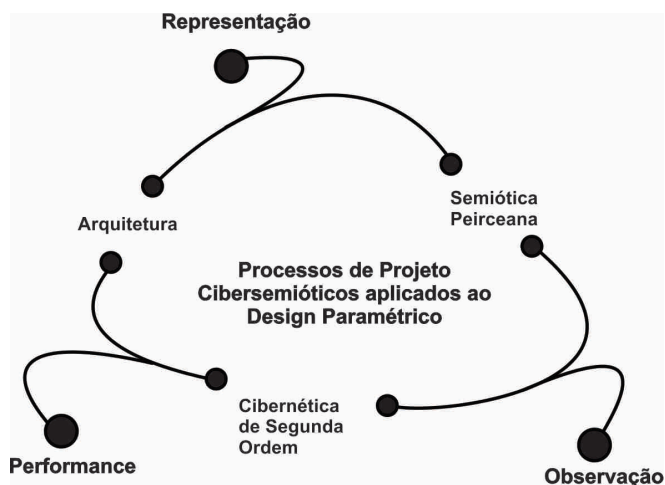 Representação
Arquitetura
Semiótica
Peirceana
Processos de Projeto
Cibersemióticos aplicados ao
Design Paramétrico
Cibernética
de Segunda
Ordem
Performance
Observação